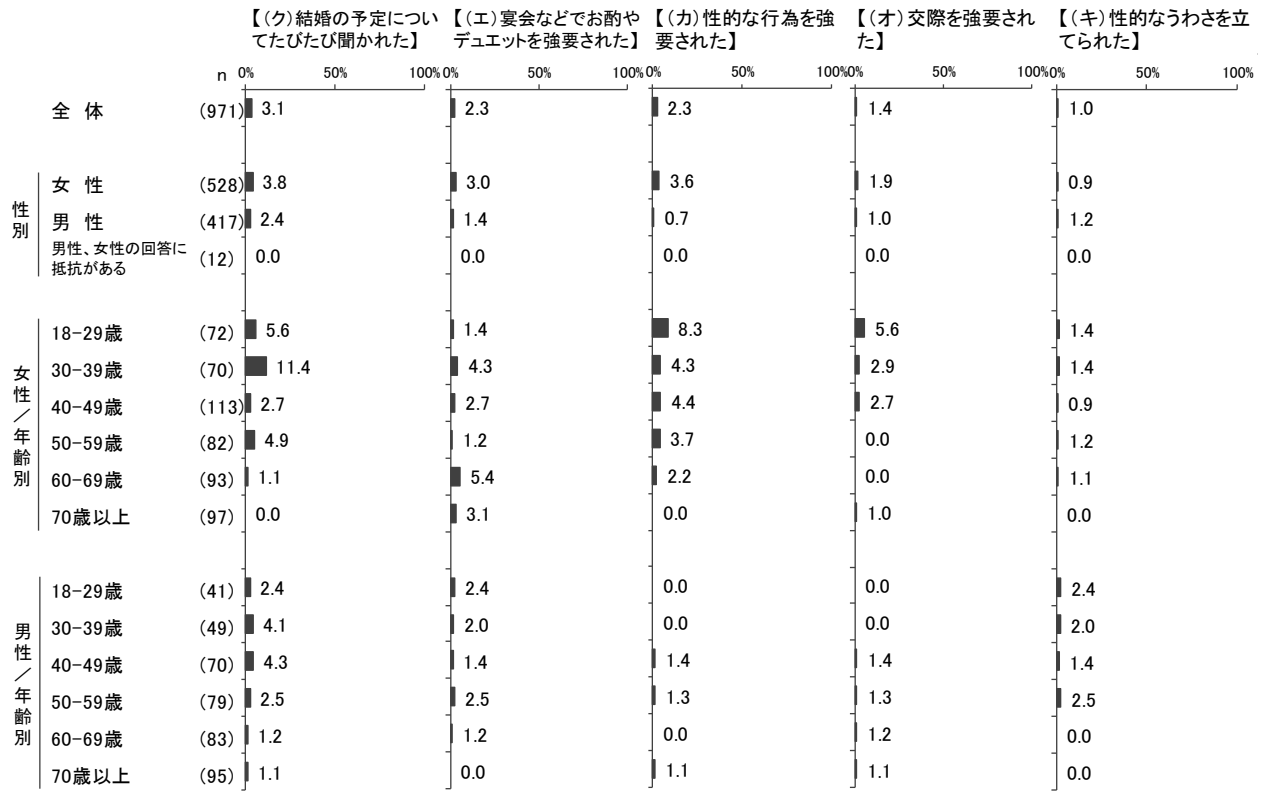 【(ク)結婚の予定につい
てたびたび聞かれた】
【(エ)宴会などでお酌や
デュエットを強要された】
【(カ)性的な行為を強
要された】
【(オ)交際を強要され
た】
【(キ)性的なうわさを立
てられた】
n 0% 50% 100% 0% 50% 100% 0% 50% 100% 0% 50% 100% 0% 50% 100%
全 体 (971) 3.1 2.3 2.3 1.4 1.0
性別
女 性 (528) 3.8 3.0 3.6 1.9 0.9
男 性 (417) 2.4 1.4 0.7 1.0 1.2
男性、女性の回答に
抵抗がある (12) 0.0 0.0 0.0 0.0 0.0
女性/年齢別
18-29歳 (72) 5.6 1.4 8.3 5.6 1.4
30-39歳 (70) 11.4 4.3 4.3 2.9 1.4
40-49歳 (113) 2.7 2.7 4.4 2.7 0.9
50-59歳 (82) 4.9 1.2 3.7 0.0 1.2
60-69歳 (93) 1.1 5.4 2.2 0.0 1.1
70歳以上 (97) 0.0 3.1 0.0 1.0 0.0
男性/年齢別
18-29歳 (41) 2.4 2.4 0.0 0.0 2.4
30-39歳 (49) 4.1 2.0 0.0 0.0 2.0
40-49歳 (70) 4.3 1.4 1.4 1.4 1.4
50-59歳 (79) 2.5 2.5 1.3 1.3 2.5
60-69歳 (83) 1.2 1.2 0.0 1.2 0.0
70歳以上 (95) 1.1 0.0 1.1 1.1 0.0